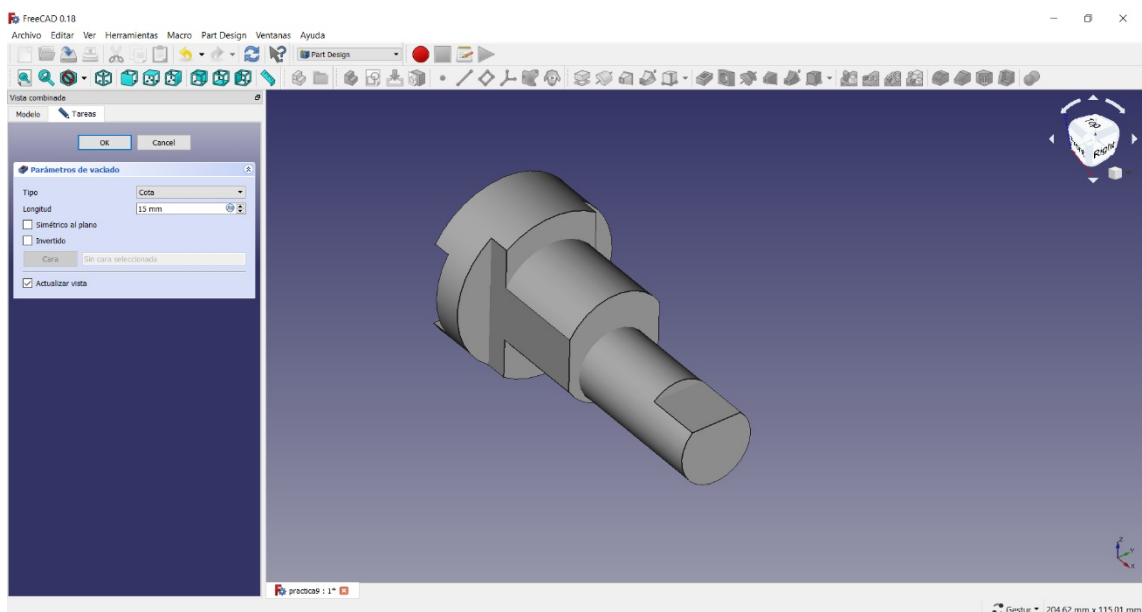 FreeCAD 0.18
Archivo Editar Ver Herramientas Macro Part Design Ventanas Ayuda
Part Design
Vista combinada
Modelo Tareas
OK Cancel
Parámetros de vaciado
Tipo Cota
Longitud 15 mm
Simétrico al plano
Invertido
Cara Sin cara seleccionada
Actualizar vista
Top
Right
Z
Y
X
practica9 : 1*
Gestur 204.62 mm x 115.01 mm